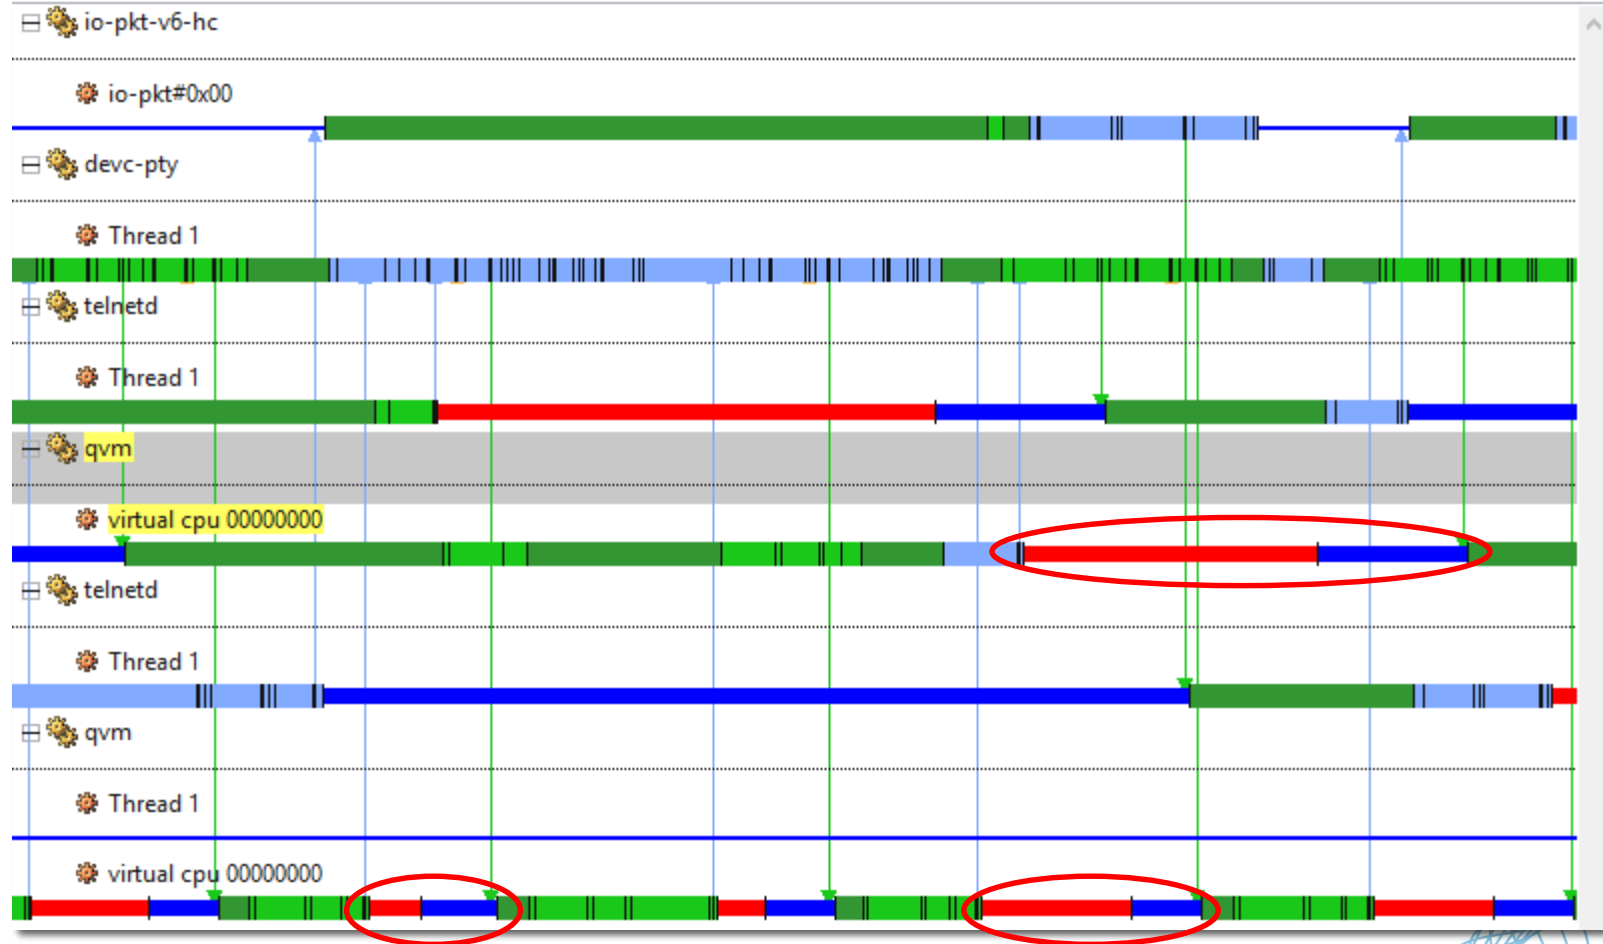 io-pkt-v6-hc
io-pkt#0x00
devc-pty
Thread 1
telnetd
Thread 1
qvm
virtual cpu 00000000
telnetd
Thread 1
qvm
Thread 1
virtual cpu 00000000